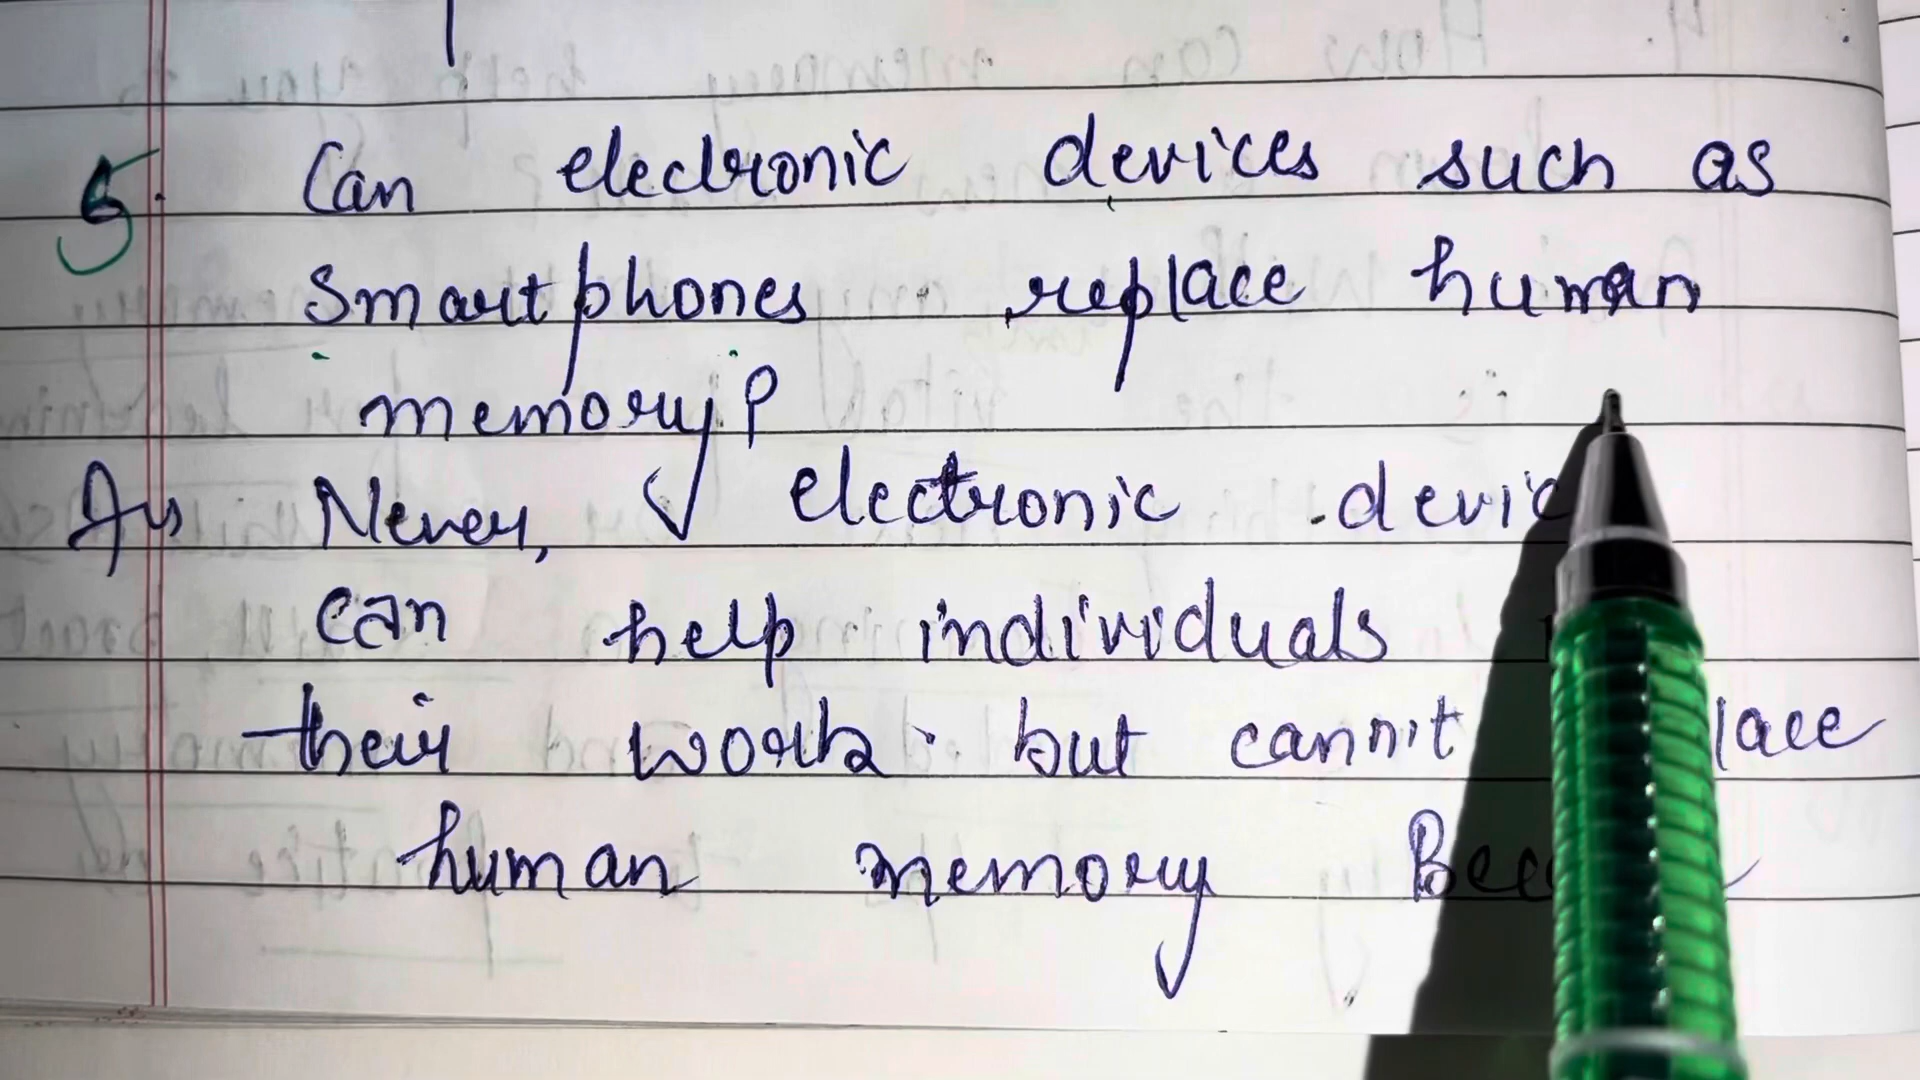 5. Can electronic devices such as
smartphones replace human
memory?
Ans Never, electronic devic
can help individuals
their work. but cannit lace
human memory Bec